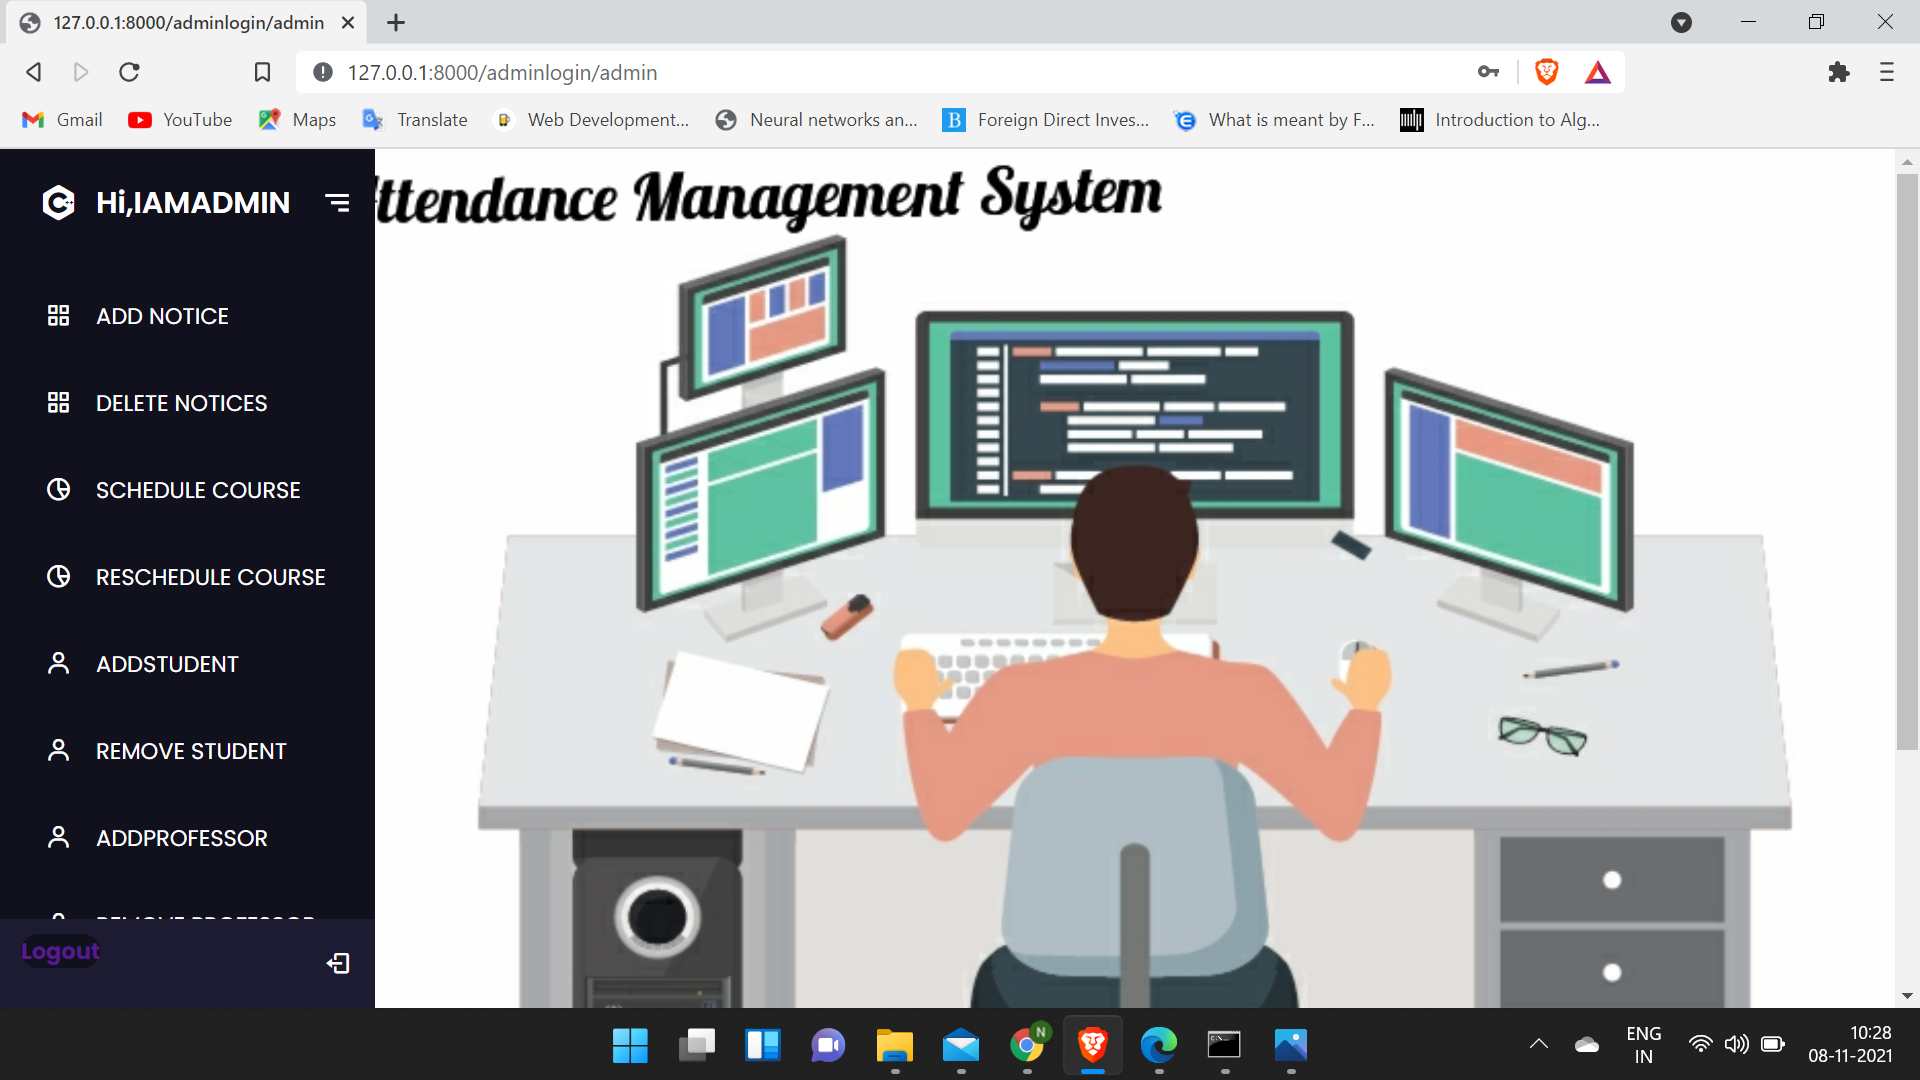 127.0.0.1:8000/adminlogin/admin
127.0.0.1:8000/adminlogin/admin
Gmail YouTube Maps Translate Web Development... Neural networks an... Foreign Direct Inves... What is meant by F... Introduction to Alg...
Hi,IAMADMIN
ttendance Management System
ADD NOTICE
DELETE NOTICES
SCHEDULE COURSE
RESCHEDULE COURSE
ADDSTUDENT
REMOVE STUDENT
ADDPROFESSOR
REMOVE PROFESSOR
Logout
N
ENG
IN
10:28
08-11-2021